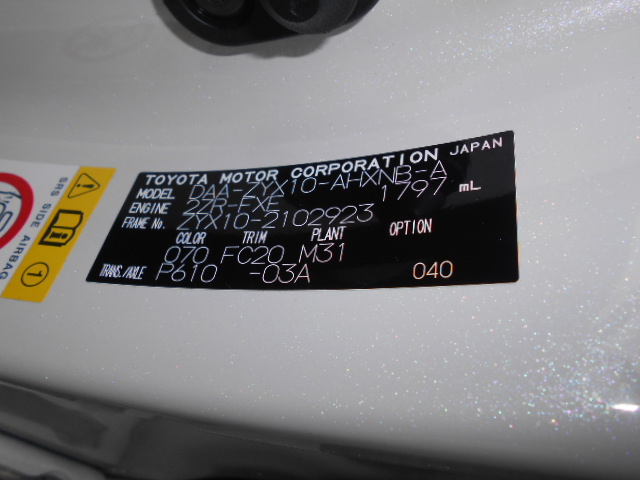 TOYOTA MOTOR CORPORATION JAPAN
MODEL DAA-ZYX10-AHXNB-A
ENGINE 2ZR-FXE 1797 mL
FRAME No. ZYX10-2102923
COLOR TRIM PLANT OPTION
070 FC20 M31
TRANS./AXLE P610 -03A 040
SRS SIDE AIRBAG
1